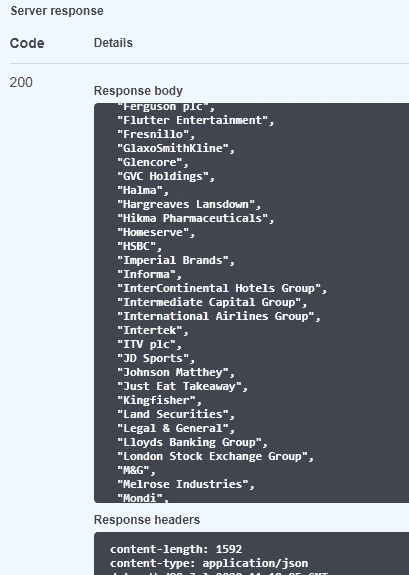 Server response
Code Details
200
Response body
"Ferguson plc",
"Flutter Entertainment",
"Fresnillo",
"GlaxoSmithKline",
"Glencore",
"GVC Holdings",
"Halma",
"Hargreaves Lansdown",
"Hikma Pharmaceuticals",
"Homeserve",
"HSBC",
"Imperial Brands",
"Informa",
"InterContinental Hotels Group",
"Intermediate Capital Group",
"International Airlines Group",
"Intertek",
"ITV plc",
"JD Sports",
"Johnson Matthey",
"Just Eat Takeaway",
"Kingfisher",
"Land Securities",
"Legal & General",
"Lloyds Banking Group",
"London Stock Exchange Group",
"M&G",
"Melrose Industries",
"Mondi",
Response headers
content-length: 1592
content-type: application/json